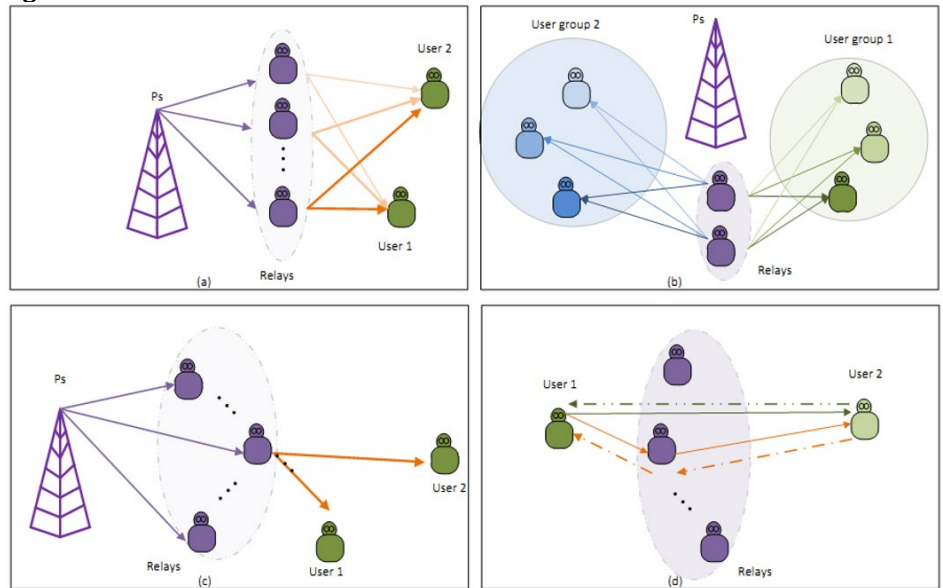 Ps
User 2
User 1
Relays
(a)
User group 2
Ps
User group 1
Relays
(b)
Ps
User 2
User 1
Relays
(c)
User 1
User 2
Relays
(d)